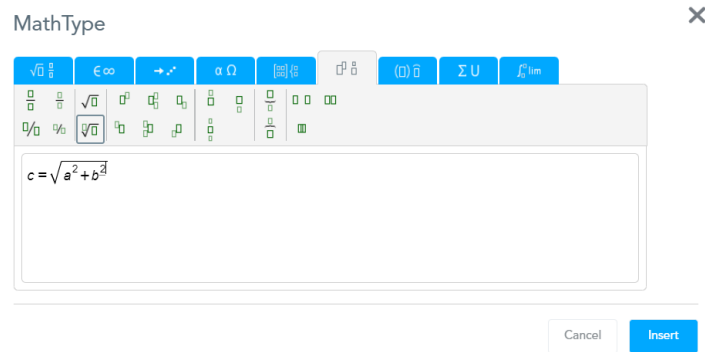 MathType
√▯ ∈∞ → α Ω (▯) Σ U ∫ lim
c = √a² + b²
Cancel Insert